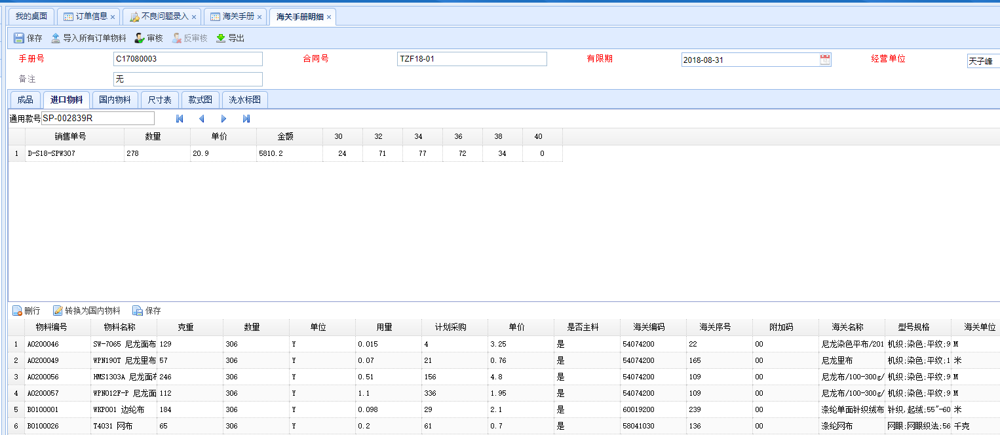 我的桌面 订单信息 × 不良问题录入 × 海关手册 × 海关手册明细 ×
保存 导入所有订单物料 审核 反审核 导出
手册号 C17080003 合同号 TZF18-01 有限期 2018-08-31 经营单位 天子峰
备注 无
成品 进口物料 国内物料 尺寸表 款式图 洗水标图
通用款号 SP-002839R
销售单号 数量 单价 金额 30 32 34 36 38 40
1 D-S18-SPW307 278 20.9 5810.2 24 71 77 72 34 0
删行 转换为国内物料 保存
物料编号 物料名称 克重 数量 单位 用量 计划采购 单价 是否主料 海关编码 海关序号 附加码 海关名称 型号规格 海关单位
1 A0200046 SW-7065 尼龙面布 129 306 Y 0.015 4 3.25 是 54074200 22 00 尼龙染色平布/201 机织;染色;平纹;9 M
2 A0200049 WPN190T 尼龙里布 57 306 Y 0.07 21 0.76 是 54074200 165 00 尼龙里布 机织;染色;平纹;1 米
3 A0200056 HMS1303A 尼龙面布 246 306 Y 0.51 156 4.8 是 54074200 109 00 尼龙布/100-300g/ 机织;染色;平纹;9 M
4 A0200057 WPN012F-P 尼龙面 112 306 Y 1.1 336 1.95 是 54074200 109 00 尼龙布/100-300g/ 机织;染色;平纹;9 M
5 B0100001 WKP001 边纶布 184 306 Y 0.098 29 2.1 是 60019200 239 00 涤纶单面针织绒布 针织,起绒;55"-60 米
6 B0100026 T4031 网布 65 306 Y 0.2 61 0.7 是 58041030 136 00 涤纶网布 网眼;网眼织法;56 千克